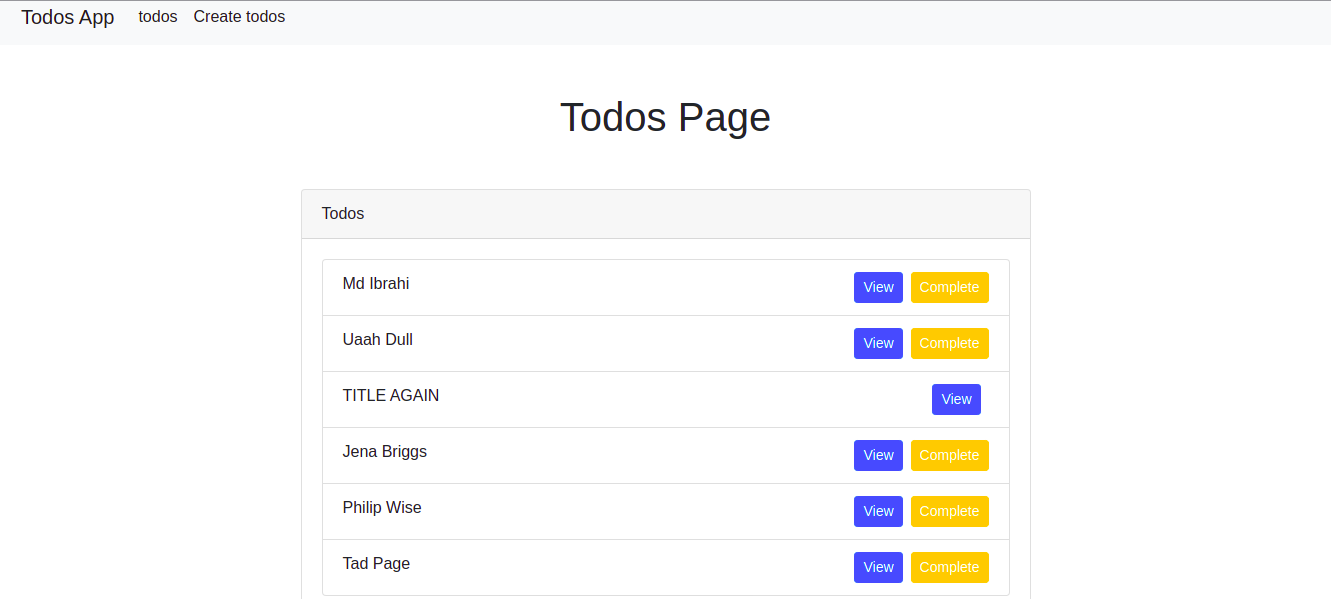 Todos App todos Create todos
Todos Page
Todos
Md Ibrahi View Complete
Uaah Dull View Complete
TITLE AGAIN View
Jena Briggs View Complete
Philip Wise View Complete
Tad Page View Complete